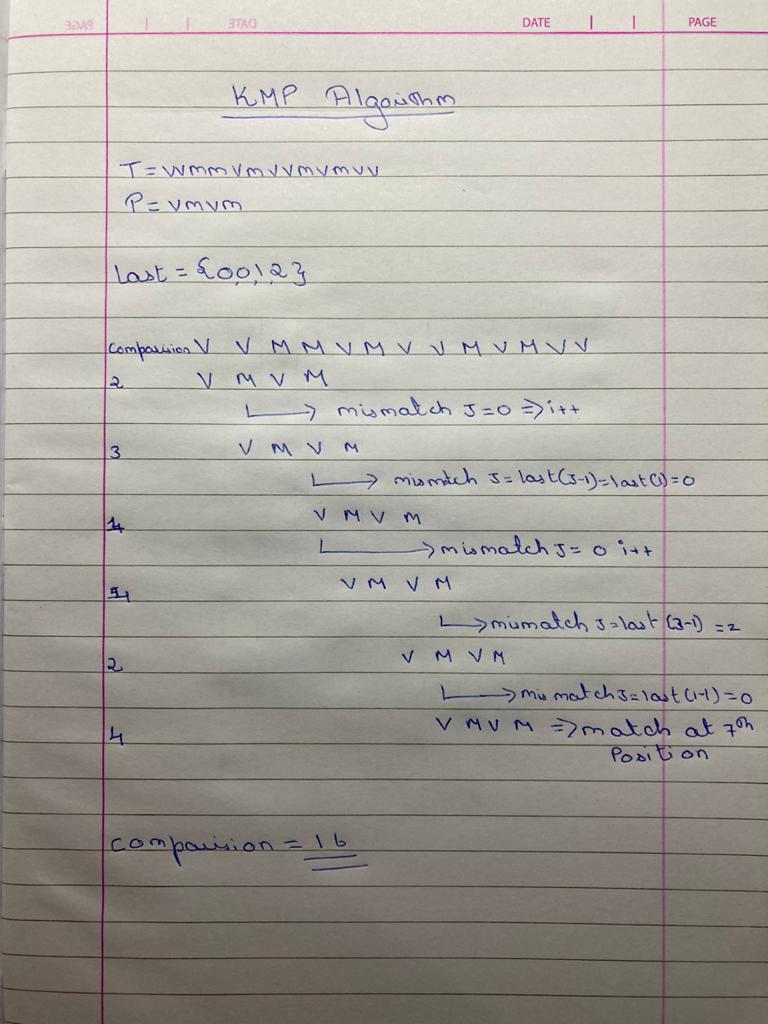 DATE PAGE
KMP Algorithm
T = VVMMVMVVMVMVV
P = VMVM
Last = {0,0,1,2}
Comparision V V M M V M V V M V M V V
2 V M V M
mismatch J=0 => i++
3 V M V M
mismatch J=last(J-1)=last(1)=0
1 V M V M
mismatch J= 0 i++
4 V M V M
mismatch J=last (3-1) =2
2 V M V M
mismatch J=last(1-1)=0
4 V M V M => match at 7th
Position
Comparision = 16